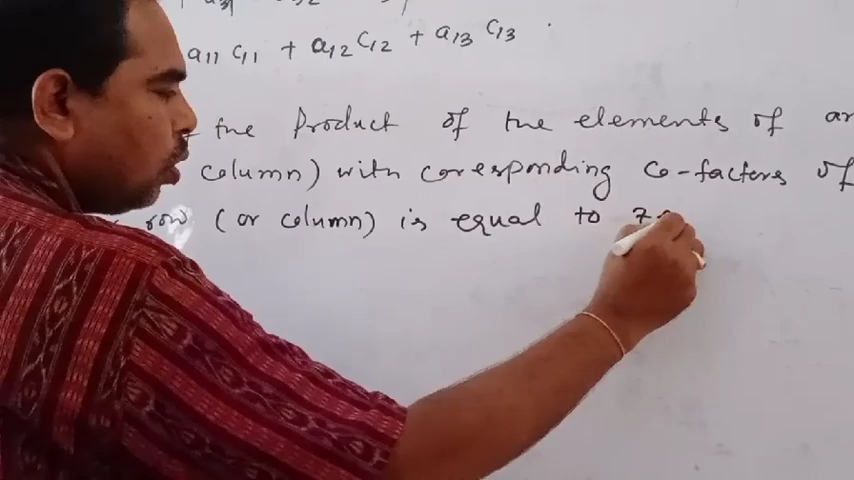 a11 c11 + a12 c12 + a13 c13
the product of the elements of
column) with corresponding co-factors of
row (or column) is equal to